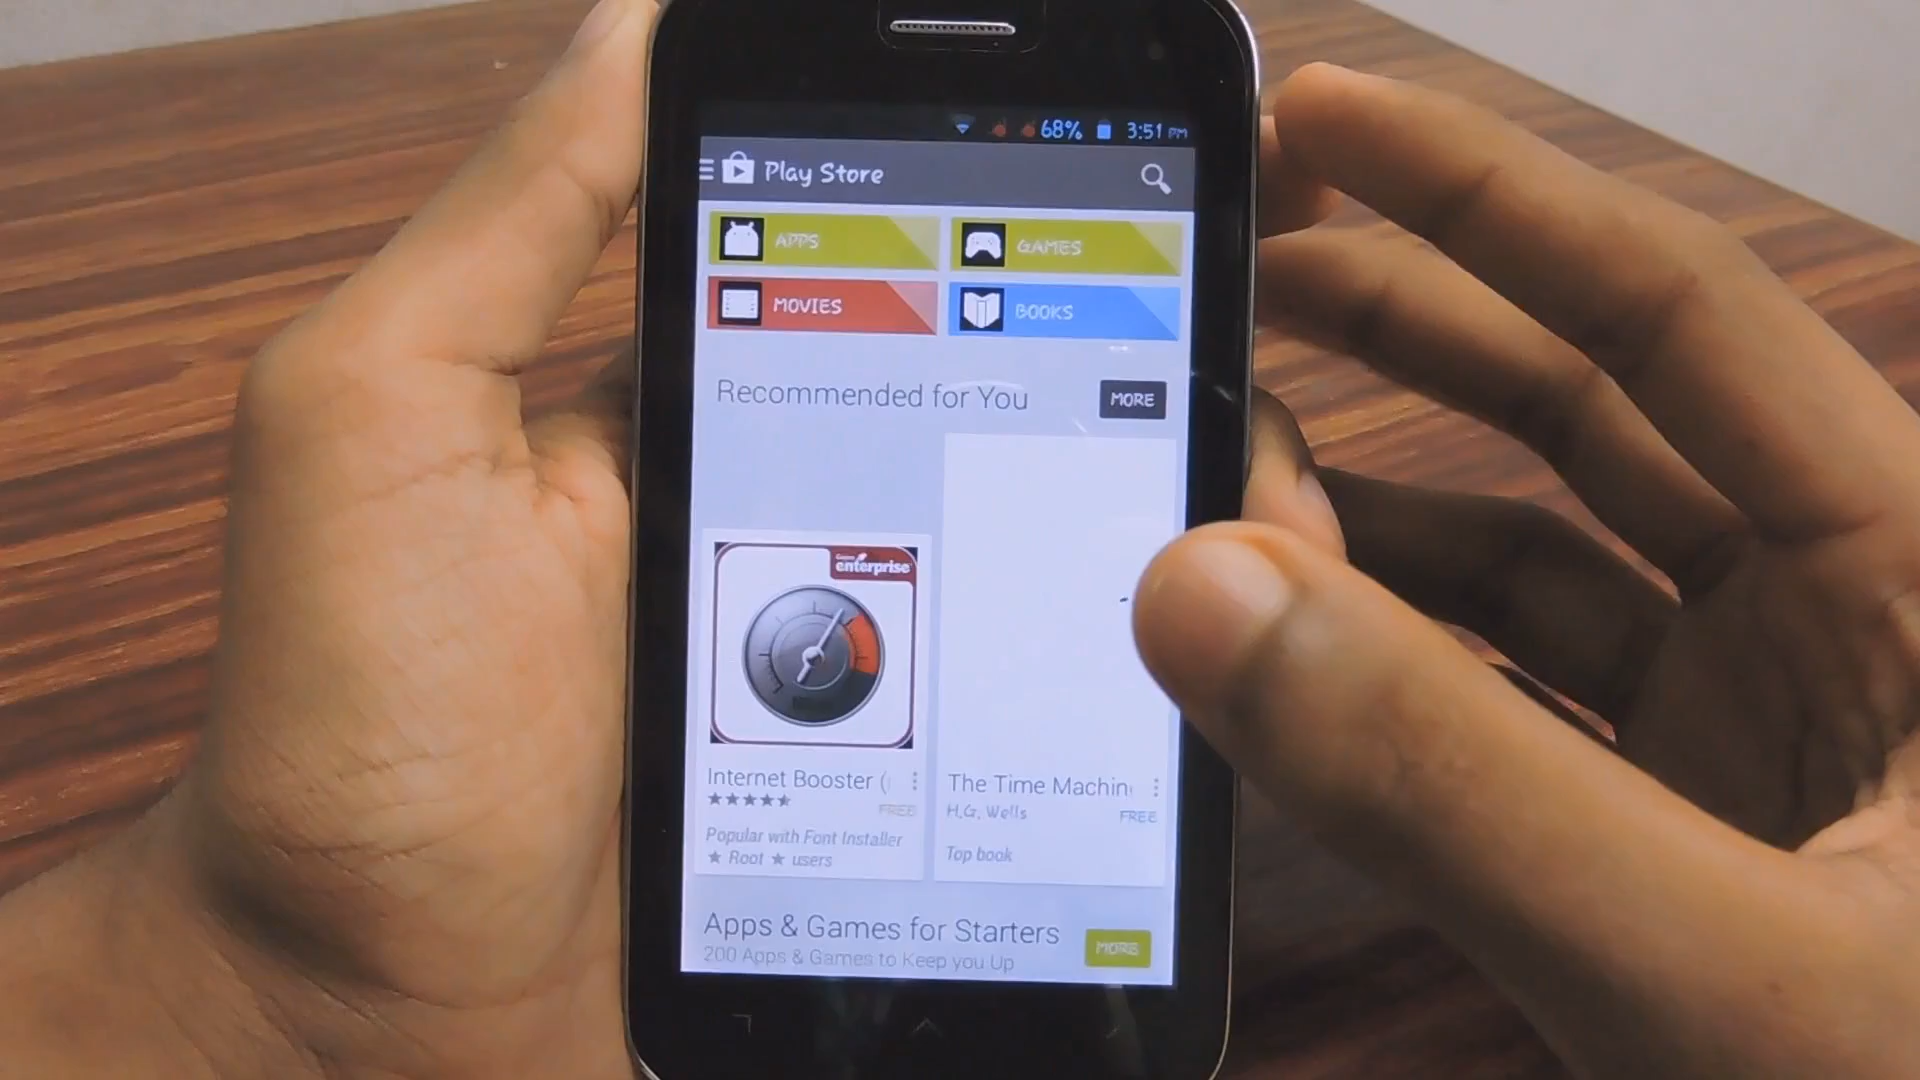 68% 3:51 PM
Play Store
APPS
GAMES
MOVIES
BOOKS
Recommended for You
MORE
enterprise
Internet Booster (
FREE
Popular with Font Installer
★ Root ★ users
The Time Machin
H.G. Wells
FREE
Top book
Apps & Games for Starters
200 Apps & Games to Keep you Up
MORE